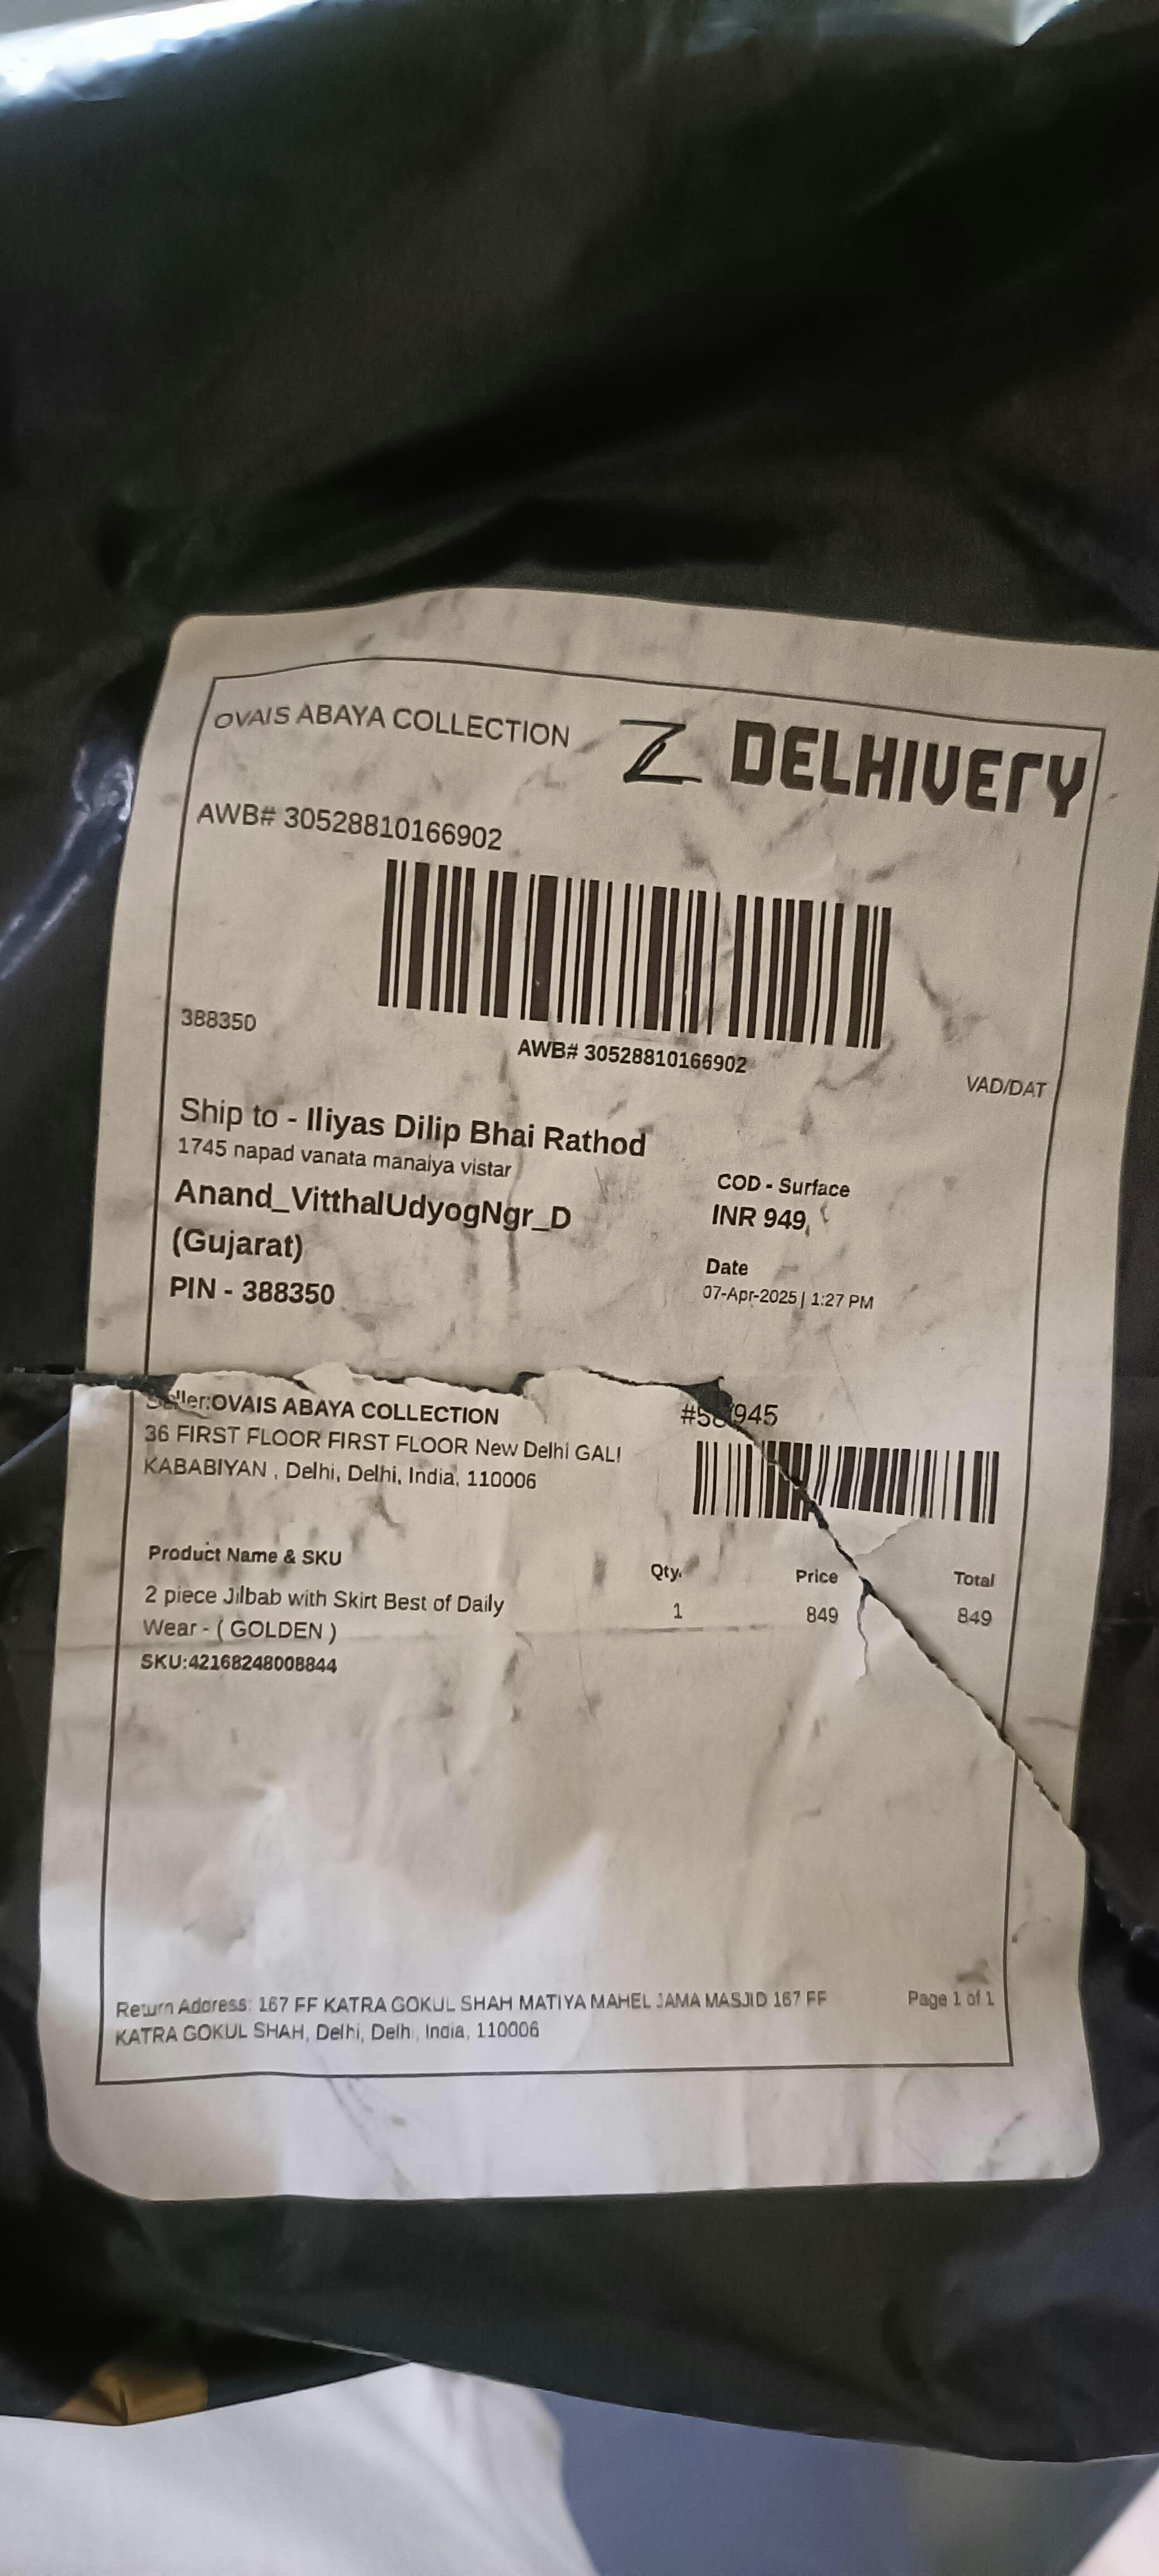 OVAIS ABAYA COLLECTION Z DELHIVERY
AWB# 30528810166902
388350
AWB# 30528810166902
VAD/DAT
Ship to - Iliyas Dilip Bhai Rathod
1745 napad vanata manaiya vistar
Anand_VitthalUdyogNgr_D
(Gujarat)
PIN - 388350
COD - Surface
INR 949
Date
07-Apr-2025 | 1:27 PM
Seller:OVAIS ABAYA COLLECTION
36 FIRST FLOOR FIRST FLOOR New Delhi GALI
KABABIYAN , Delhi, Delhi, India, 110006
Product Name & SKU Qty. Price Total
2 piece Jilbab with Skirt Best of Daily 1 849 849
Wear - ( GOLDEN )
SKU:42168248008844
Return Address: 167 FF KATRA GOKUL SHAH MATIYA MAHEL JAMA MASJID 167 FF Page 1 of 1
KATRA GOKUL SHAH, Delhi, Delhi, India, 110006